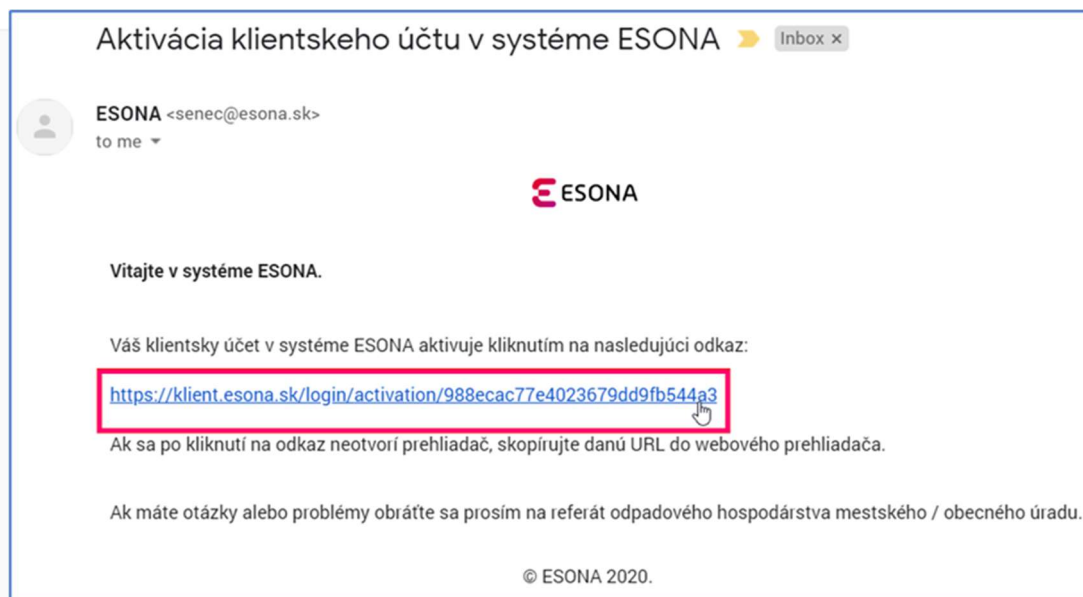 Aktivácia klientskeho účtu v systéme ESONA Inbox ×
ESONA <senec@esona.sk>
to me
ESONA
Vitajte v systéme ESONA.
Váš klientsky účet v systéme ESONA aktivuje kliknutím na nasledujúci odkaz:
https://klient.esona.sk/login/activation/988ecac77e4023679dd9fb544a3
Ak sa po kliknutí na odkaz neotvorí prehliadač, skopírujte danú URL do webového prehliadača.
Ak máte otázky alebo problémy obráťte sa prosím na referát odpadového hospodárstva mestského / obecného úradu.
© ESONA 2020.